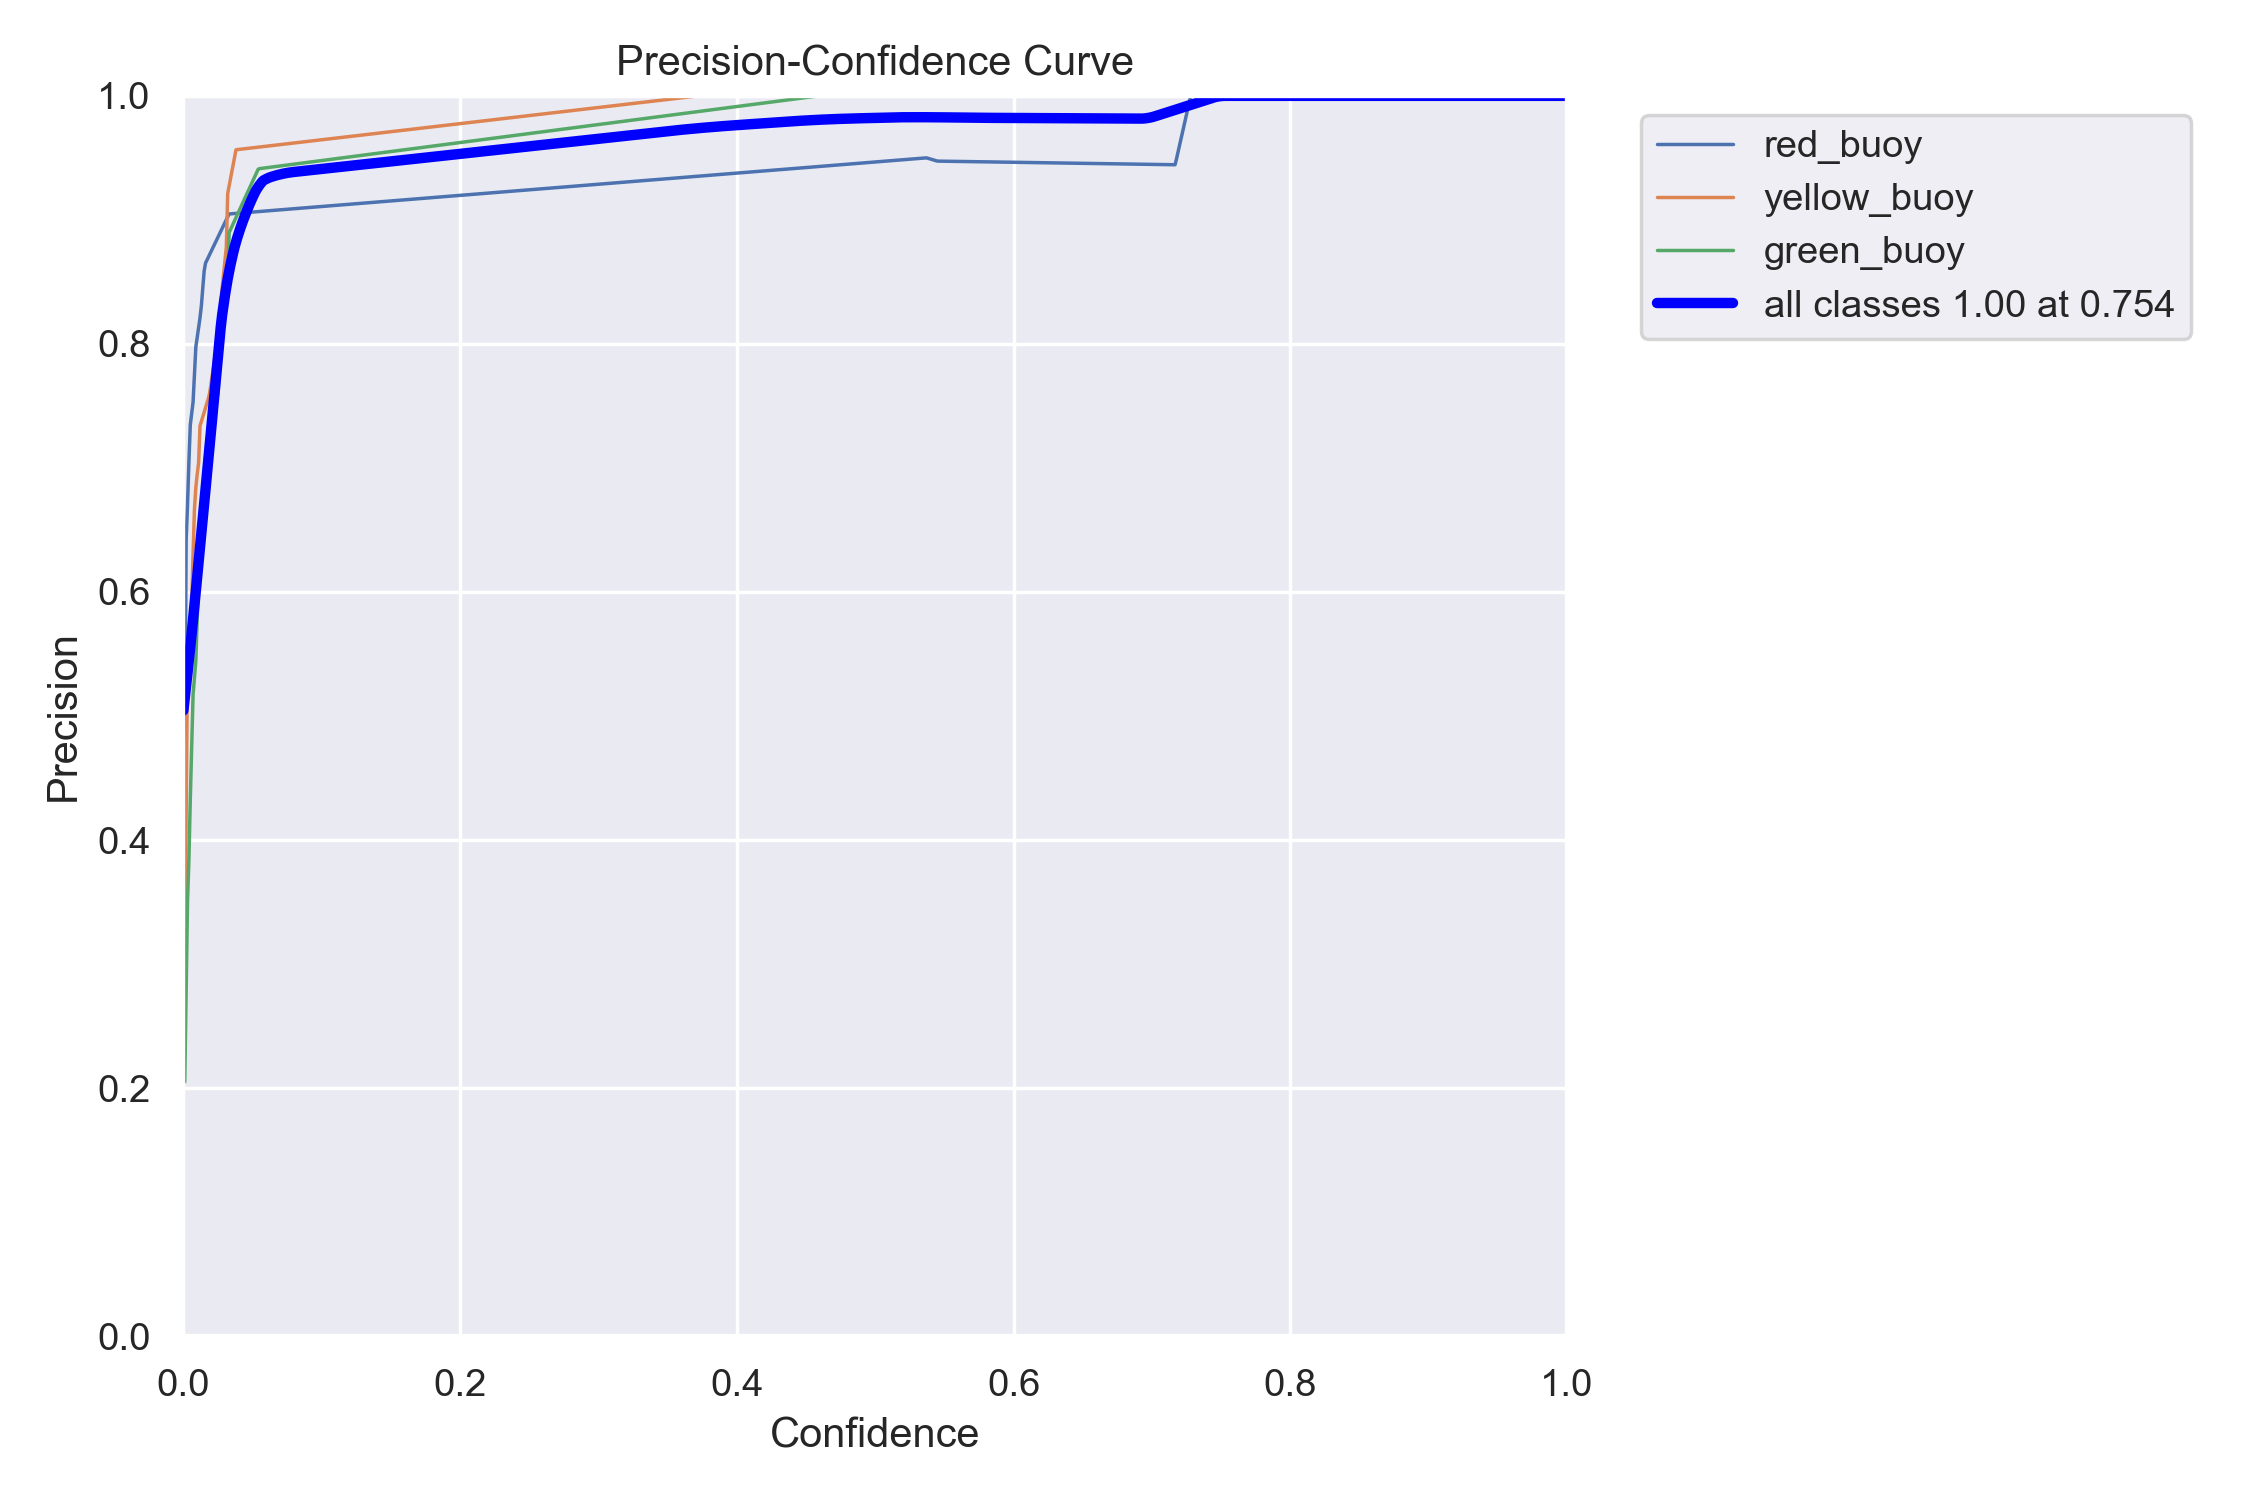 Precision-Confidence Curve
1.0
0.8
0.6
0.4
0.2
0.0
Precision
0.0 0.2 0.4 0.6 0.8 1.0
Confidence
red_buoy
yellow_buoy
green_buoy
all classes 1.00 at 0.754